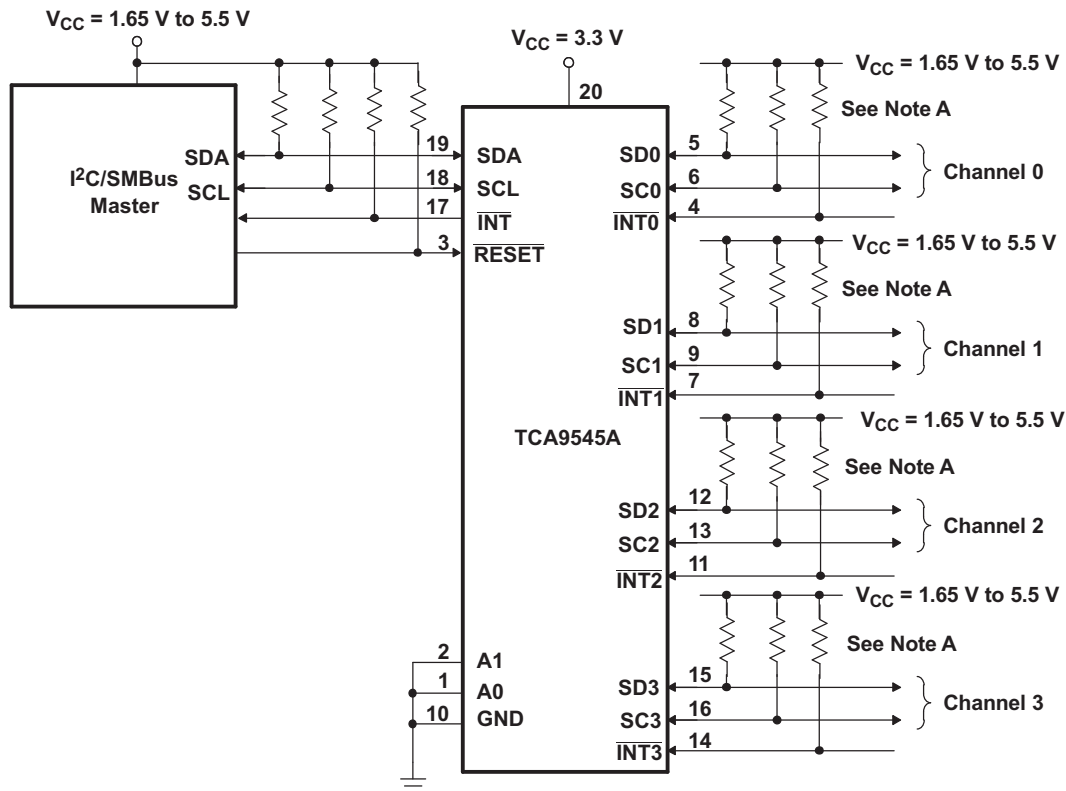 VCC = 1.65 V to 5.5 V
VCC = 3.3 V
20
I2C/SMBus
Master
SDA
SCL
19
18
17
3
SDA
SCL
INT
RESET
TCA9545A
2
1
10
A1
A0
GND
VCC = 1.65 V to 5.5 V
See Note A
SD0
5
SC0
6
INT0
4
Channel 0
VCC = 1.65 V to 5.5 V
See Note A
SD1
8
SC1
9
INT1
7
Channel 1
VCC = 1.65 V to 5.5 V
See Note A
SD2
12
SC2
13
INT2
11
Channel 2
VCC = 1.65 V to 5.5 V
See Note A
SD3
15
SC3
16
INT3
14
Channel 3